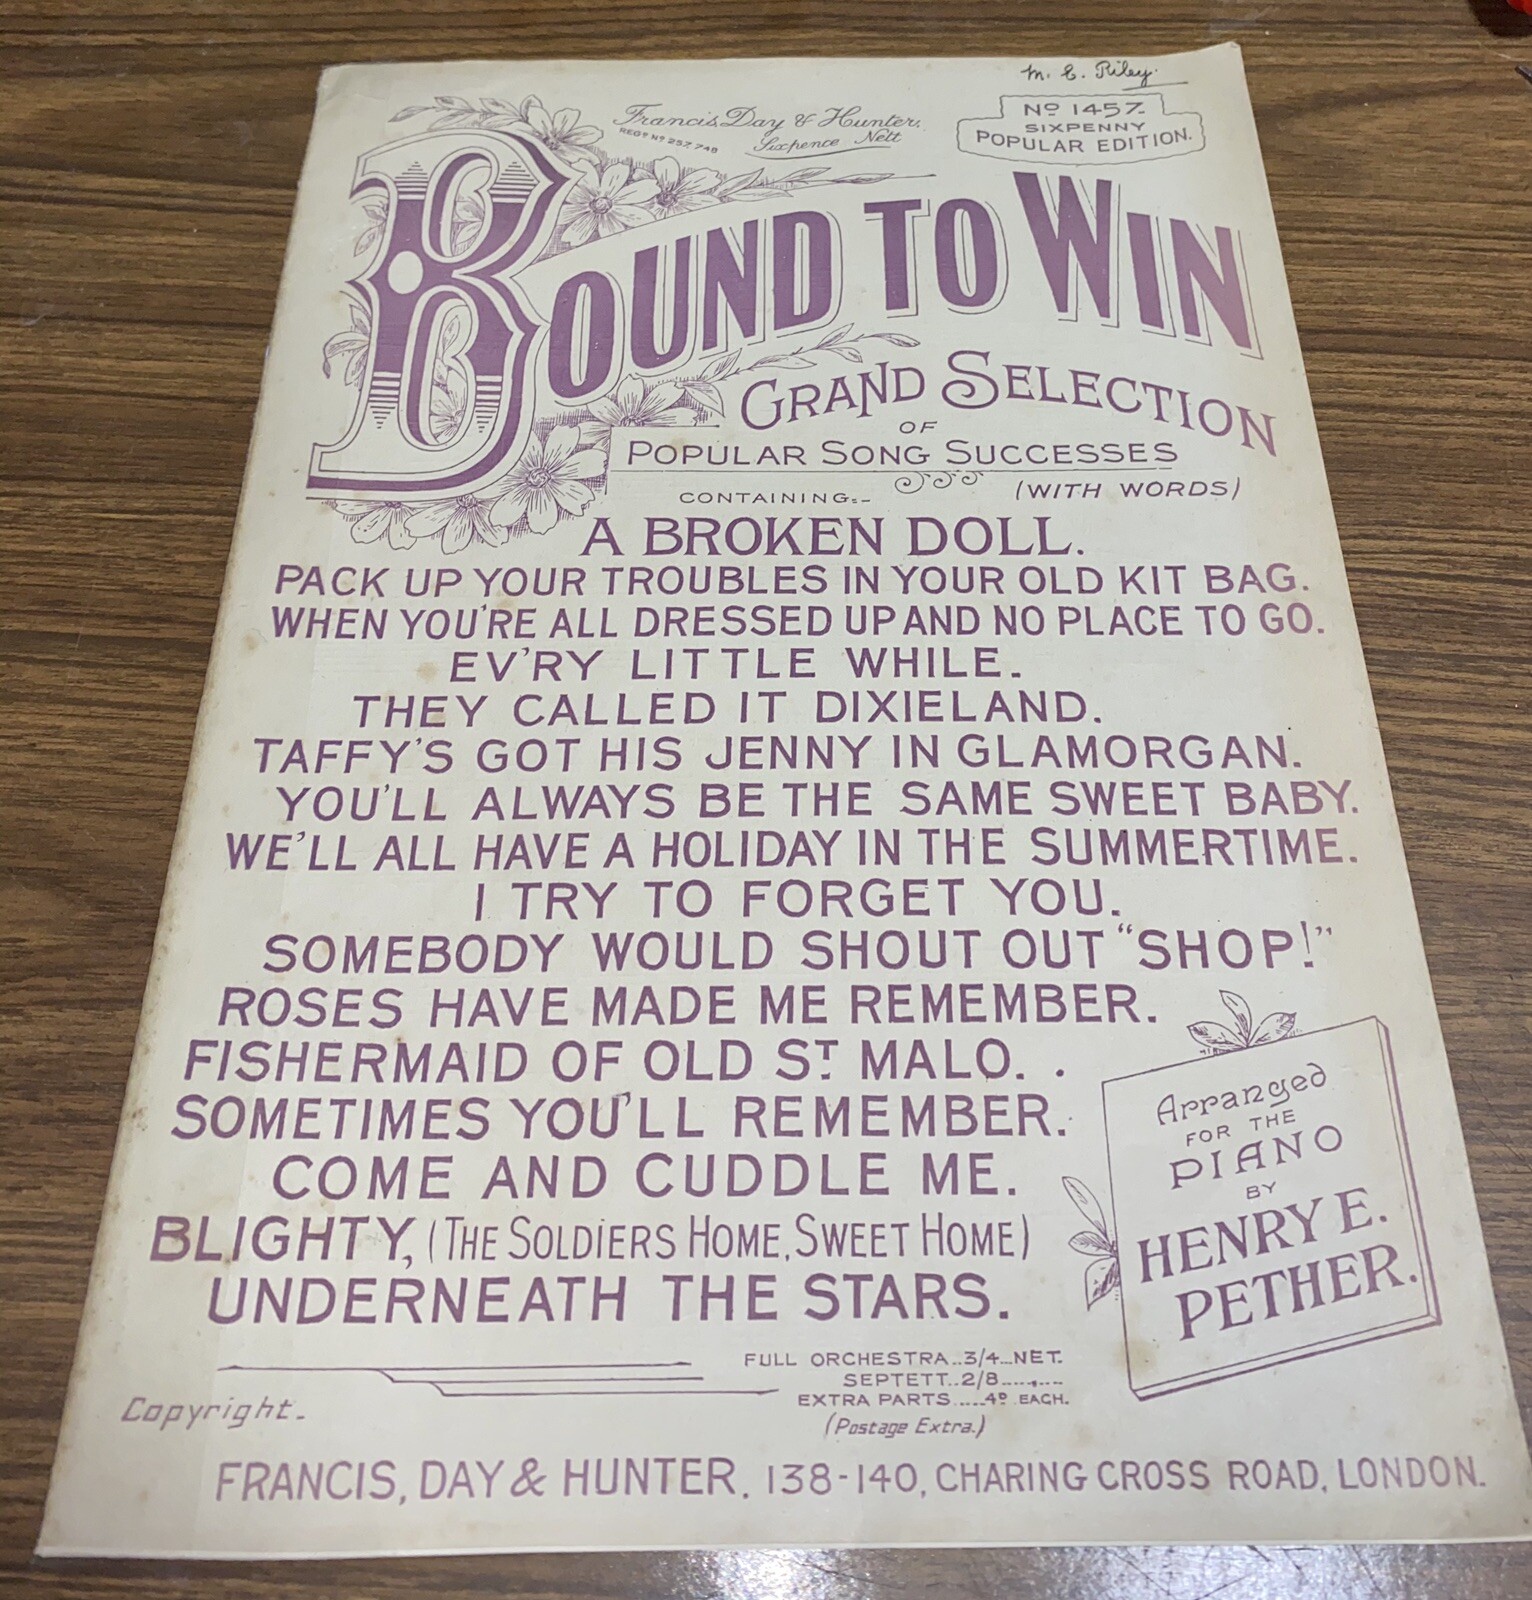 M. E. Riley.
Francis, Day & Hunter.
REGD. No 257,748
Sixpence Nett
No 1457.
SIXPENNY
POPULAR EDITION.
BOUND TO WIN
GRAND SELECTION
OF
POPULAR SONG SUCCESSES
CONTAINING:-
(WITH WORDS)
A BROKEN DOLL.
PACK UP YOUR TROUBLES IN YOUR OLD KIT BAG.
WHEN YOU'RE ALL DRESSED UP AND NO PLACE TO GO.
EV'RY LITTLE WHILE.
THEY CALLED IT DIXIELAND.
TAFFY'S GOT HIS JENNY IN GLAMORGAN.
YOU'LL ALWAYS BE THE SAME SWEET BABY.
WE'LL ALL HAVE A HOLIDAY IN THE SUMMERTIME.
I TRY TO FORGET YOU.
SOMEBODY WOULD SHOUT OUT "SHOP!"
ROSES HAVE MADE ME REMEMBER.
FISHERMAID OF OLD ST MALO. .
SOMETIMES YOU'LL REMEMBER.
COME AND CUDDLE ME.
BLIGHTY, (THE SOLDIERS HOME, SWEET HOME)
UNDERNEATH THE STARS.
Arranged
FOR THE
PIANO
BY
HENRY E.
PETHER.
FULL ORCHESTRA..3/4...NET.
SEPTETT..2/8.........
EXTRA PARTS.....4D EACH.
(Postage Extra.)
Copyright.
FRANCIS, DAY & HUNTER. 138-140, CHARING CROSS ROAD, LONDON.